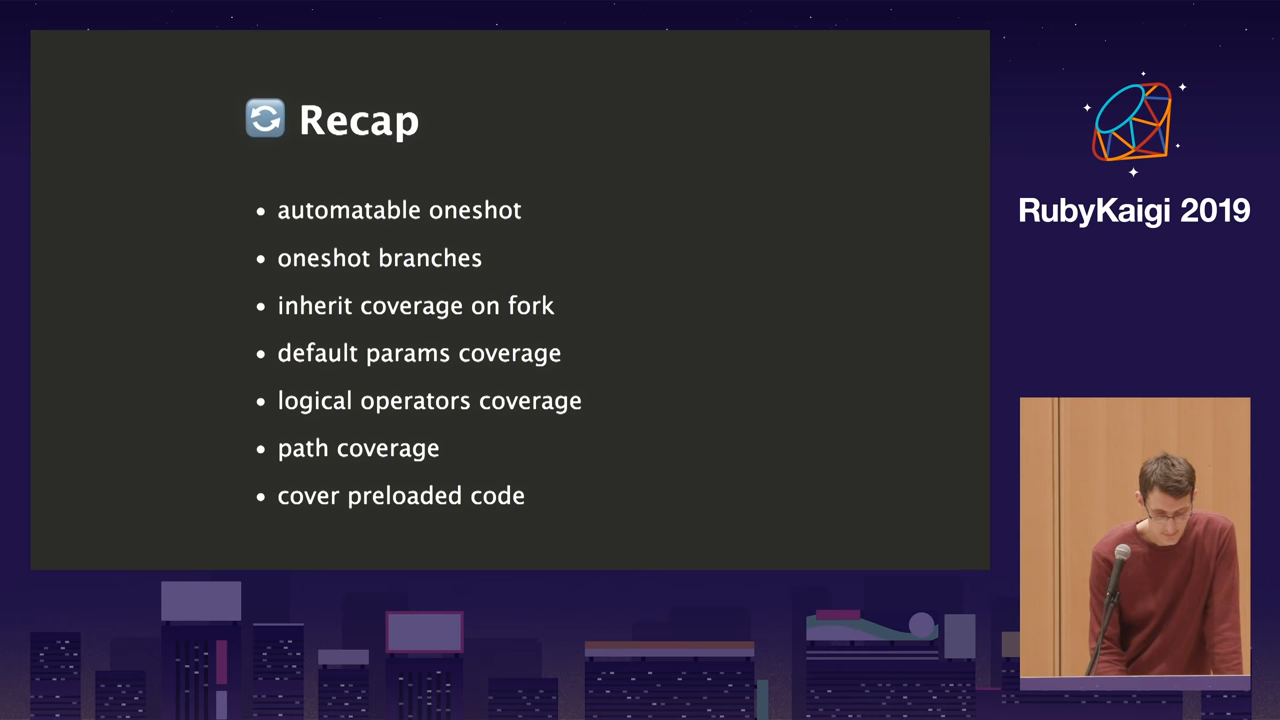 Recap
automatable oneshot
oneshot branches
inherit coverage on fork
default params coverage
logical operators coverage
path coverage
cover preloaded code
RubyKaigi 2019